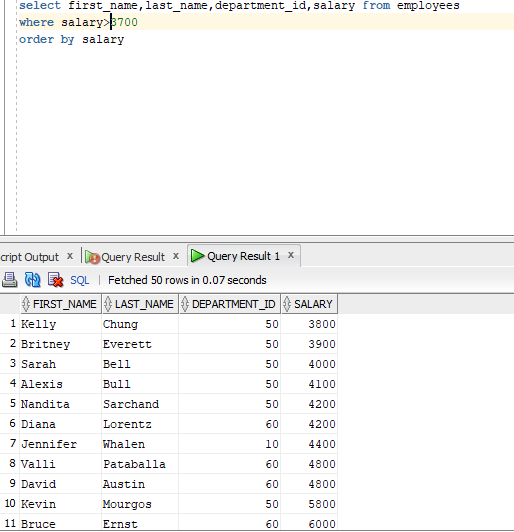 select first_name,last_name,department_id,salary from employees
where salary>3700
order by salary
cript Output x Query Result x Query Result 1 x
SQL | Fetched 50 rows in 0.07 seconds
FIRST_NAME LAST_NAME DEPARTMENT_ID SALARY
1 Kelly Chung 50 3800
2 Britney Everett 50 3900
3 Sarah Bell 50 4000
4 Alexis Bull 50 4100
5 Nandita Sarchand 50 4200
6 Diana Lorentz 60 4200
7 Jennifer Whalen 10 4400
8 Valli Pataballa 60 4800
9 David Austin 60 4800
10 Kevin Mourgos 50 5800
11 Bruce Ernst 60 6000